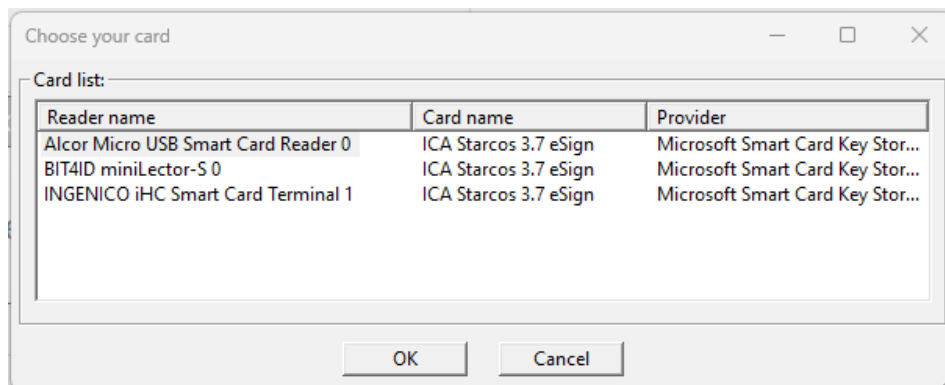 Choose your card
Card list:
Reader name Card name Provider
Alcor Micro USB Smart Card Reader 0 ICA Starcos 3.7 eSign Microsoft Smart Card Key Stor...
BIT4ID miniLector-S 0 ICA Starcos 3.7 eSign Microsoft Smart Card Key Stor...
INGENICO iHC Smart Card Terminal 1 ICA Starcos 3.7 eSign Microsoft Smart Card Key Stor...
OK Cancel